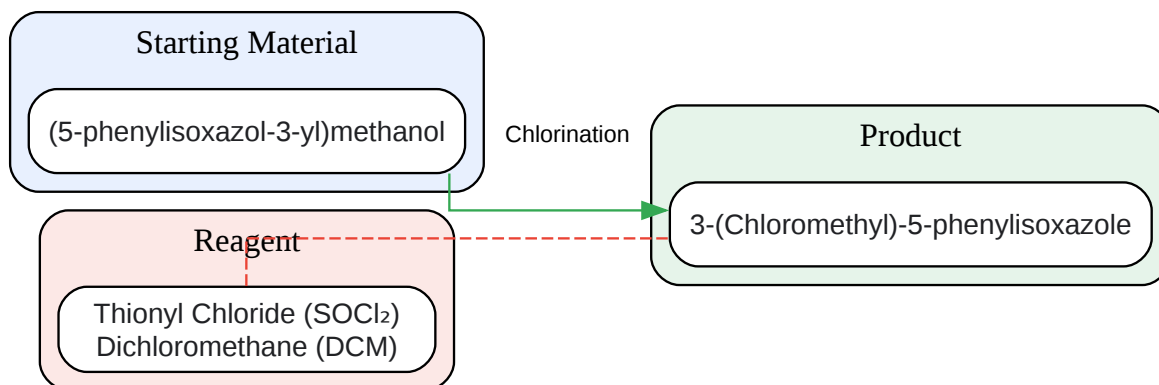 Starting Material
(5-phenylisoxazol-3-yl)methanol
Chlorination
Product
3-(Chloromethyl)-5-phenylisoxazole
Reagent
Thionyl Chloride (SOCl₂)
Dichloromethane (DCM)